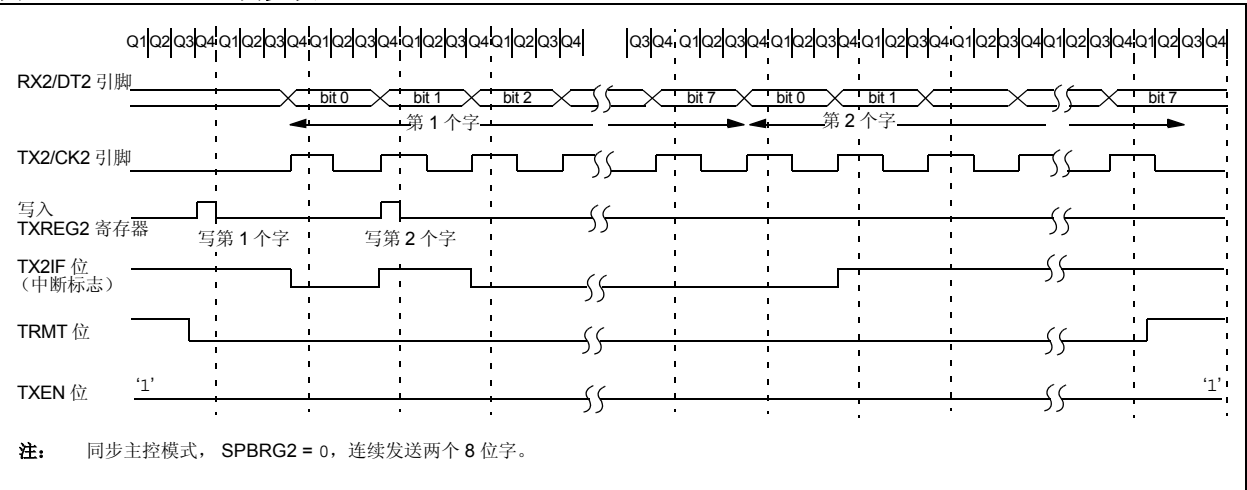 Q1 Q2 Q3 Q4 Q1 Q2 Q3 Q4 Q1 Q2 Q3 Q4 Q1 Q2 Q3 Q4 Q1 Q2 Q3 Q4 Q3 Q4 Q1 Q2 Q3 Q4 Q1 Q2 Q3 Q4 Q1 Q2 Q3 Q4 Q1 Q2 Q3 Q4 Q1 Q2 Q3 Q4 Q1 Q2 Q3 Q4
RX2/DT2 引脚
bit 0 bit 1 bit 2 bit 7 bit 0 bit 1 bit 7
第 1 个字 第 2 个字
TX2/CK2 引脚
写入
TXREG2 寄存器
写第 1 个字 写第 2 个字
TX2IF 位
（中断标志）
TRMT 位
TXEN 位 ‘1’ ‘1’
注： 同步主控模式， SPBRG2 = 0，连续发送两个 8 位字。